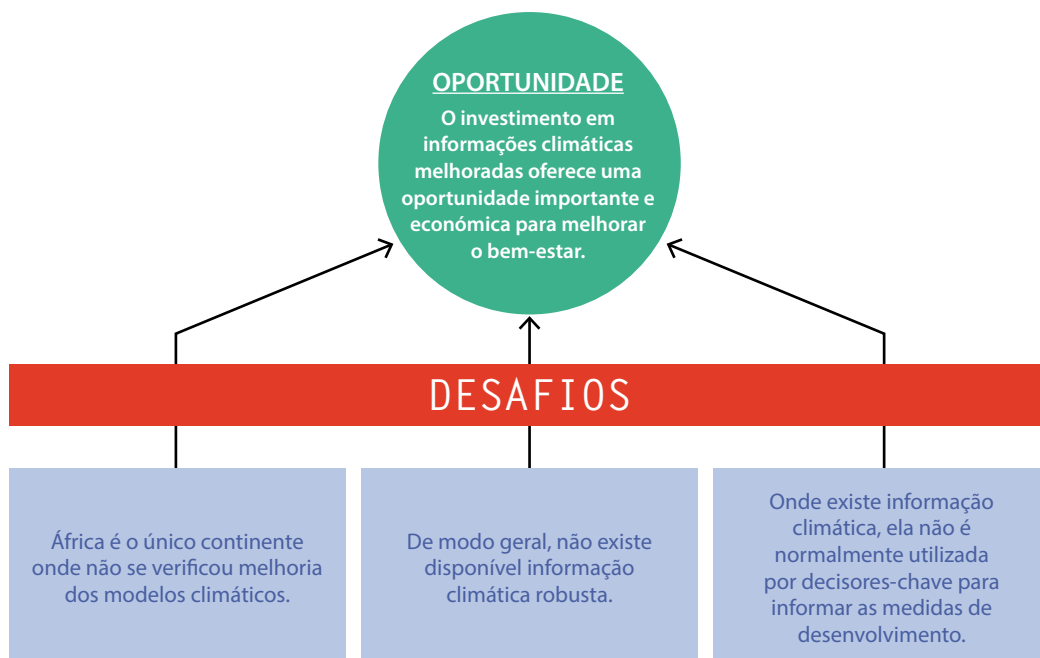 OPORTUNIDADE
O investimento em
informações climáticas
melhoradas oferece uma
oportunidade importante e
económica para melhorar
o bem-estar.
DESAFIOS
África é o único continente
onde não se verificou melhoria
dos modelos climáticos.
De modo geral, não existe
disponível informação
climática robusta.
Onde existe informação
climática, ela não é
normalmente utilizada
por decisores-chave para
informar as medidas de
desenvolvimento.